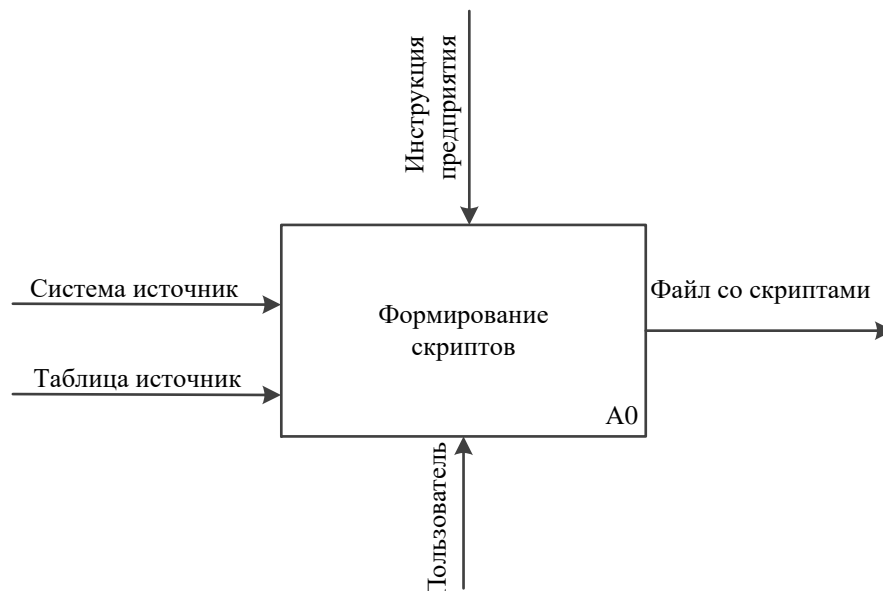 Инструкция
предприятия
Система источник
Таблица источник
Формирование
скриптов
A0
Файл со скриптами
Пользователь